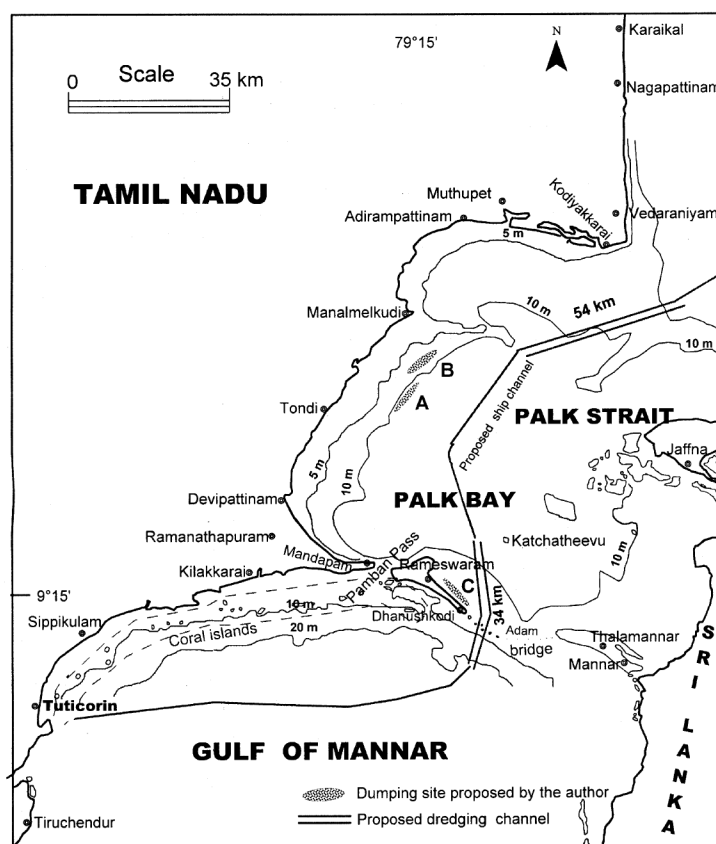 79°15'
N
Karaikal
Scale
0 35 km
Nagapattinam
TAMIL NADU
Muthupet
Kodiyakkarai
Vedaraniyam
Adirampattinam
5 m
Manalmelkudi
10 m
54 km
10 m
B
A
Proposed ship channel
Tondi
PALK STRAIT
Jaffna
5 m
10 m
Devipattinam
PALK BAY
Ramanathapuram
Katchatheevu
10 m
Mandapam
Pamban Pass
Rameswaram
Kilakkarai
C
9°15'
10 m
34 km
Dhanushkodi
Sippikulam
Coral islands
20 m
Adam
bridge
Thalamannar
Mannar
SRI LANKA
Tuticorin
GULF OF MANNAR
Dumping site proposed by the author
Proposed dredging channel
Tiruchendur